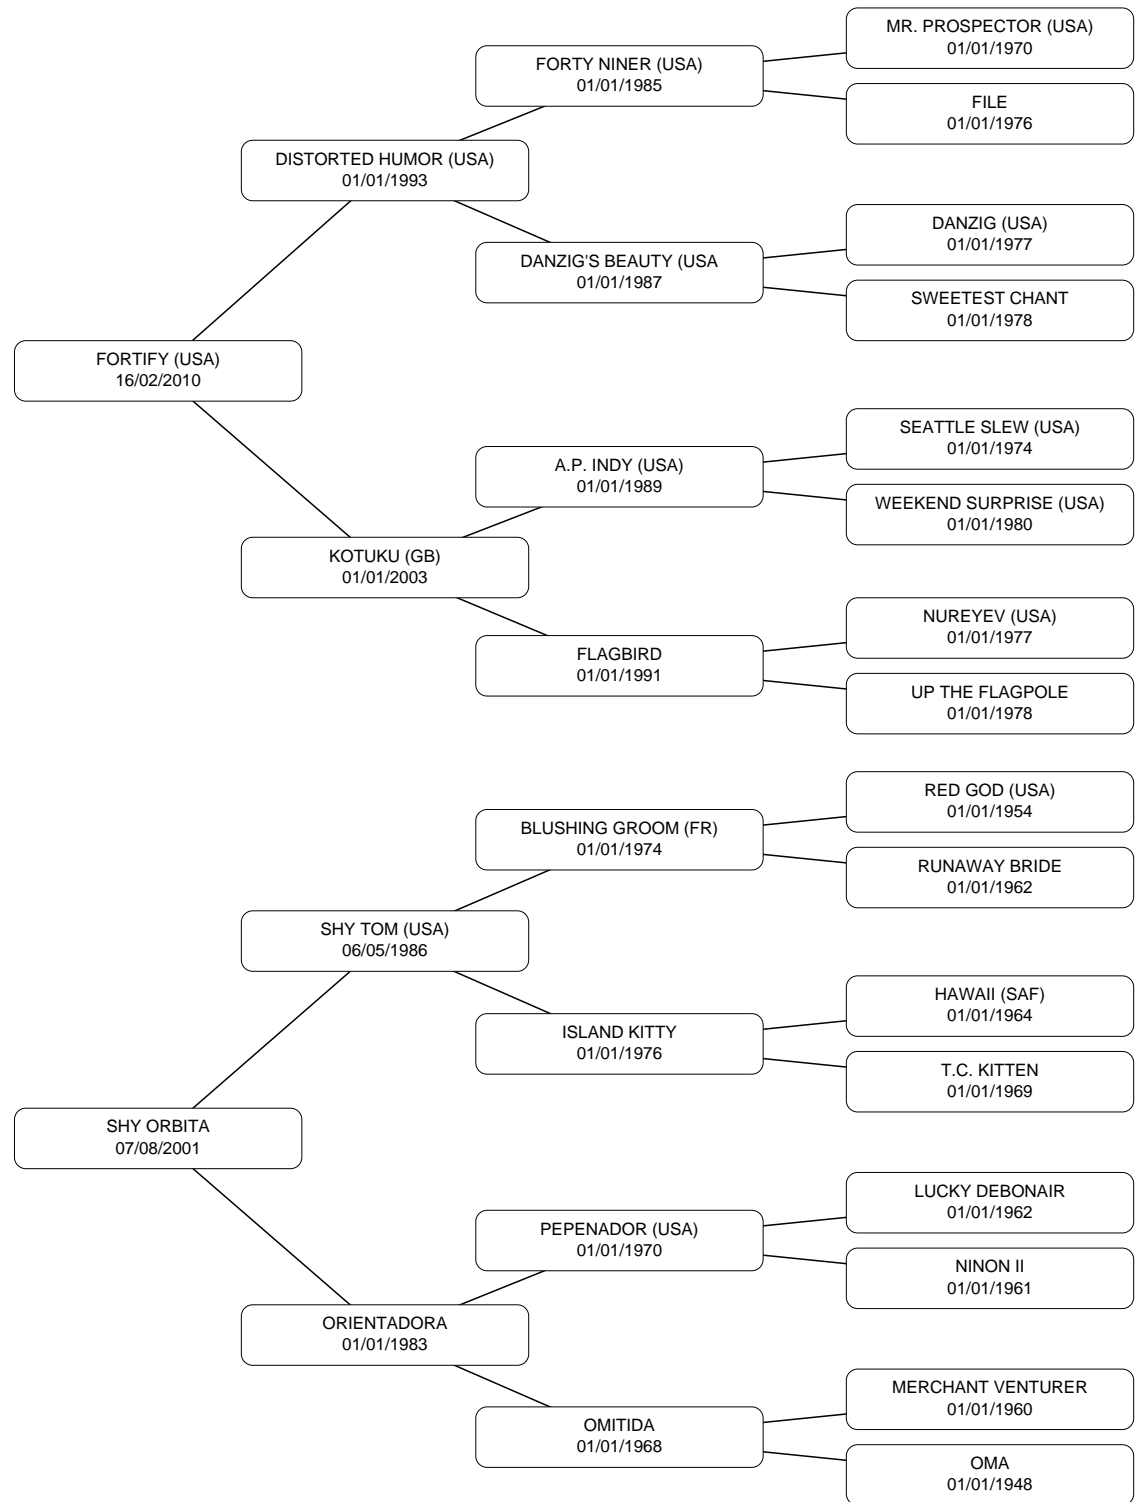 MR. PROSPECTOR (USA)
01/01/1970
FORTY NINER (USA)
01/01/1985
FILE
01/01/1976
DISTORTED HUMOR (USA)
01/01/1993
DANZIG (USA)
01/01/1977
DANZIG'S BEAUTY (USA
01/01/1987
SWEETEST CHANT
01/01/1978
FORTIFY (USA)
16/02/2010
SEATTLE SLEW (USA)
01/01/1974
A.P. INDY (USA)
01/01/1989
WEEKEND SURPRISE (USA)
01/01/1980
KOTUKU (GB)
01/01/2003
NUREYEV (USA)
01/01/1977
FLAGBIRD
01/01/1991
UP THE FLAGPOLE
01/01/1978
RED GOD (USA)
01/01/1954
BLUSHING GROOM (FR)
01/01/1974
RUNAWAY BRIDE
01/01/1962
SHY TOM (USA)
06/05/1986
HAWAII (SAF)
01/01/1964
ISLAND KITTY
01/01/1976
T.C. KITTEN
01/01/1969
SHY ORBITA
07/08/2001
LUCKY DEBONAIR
01/01/1962
PEPENADOR (USA)
01/01/1970
NINON II
01/01/1961
ORIENTADORA
01/01/1983
MERCHANT VENTURER
01/01/1960
OMITIDA
01/01/1968
OMA
01/01/1948